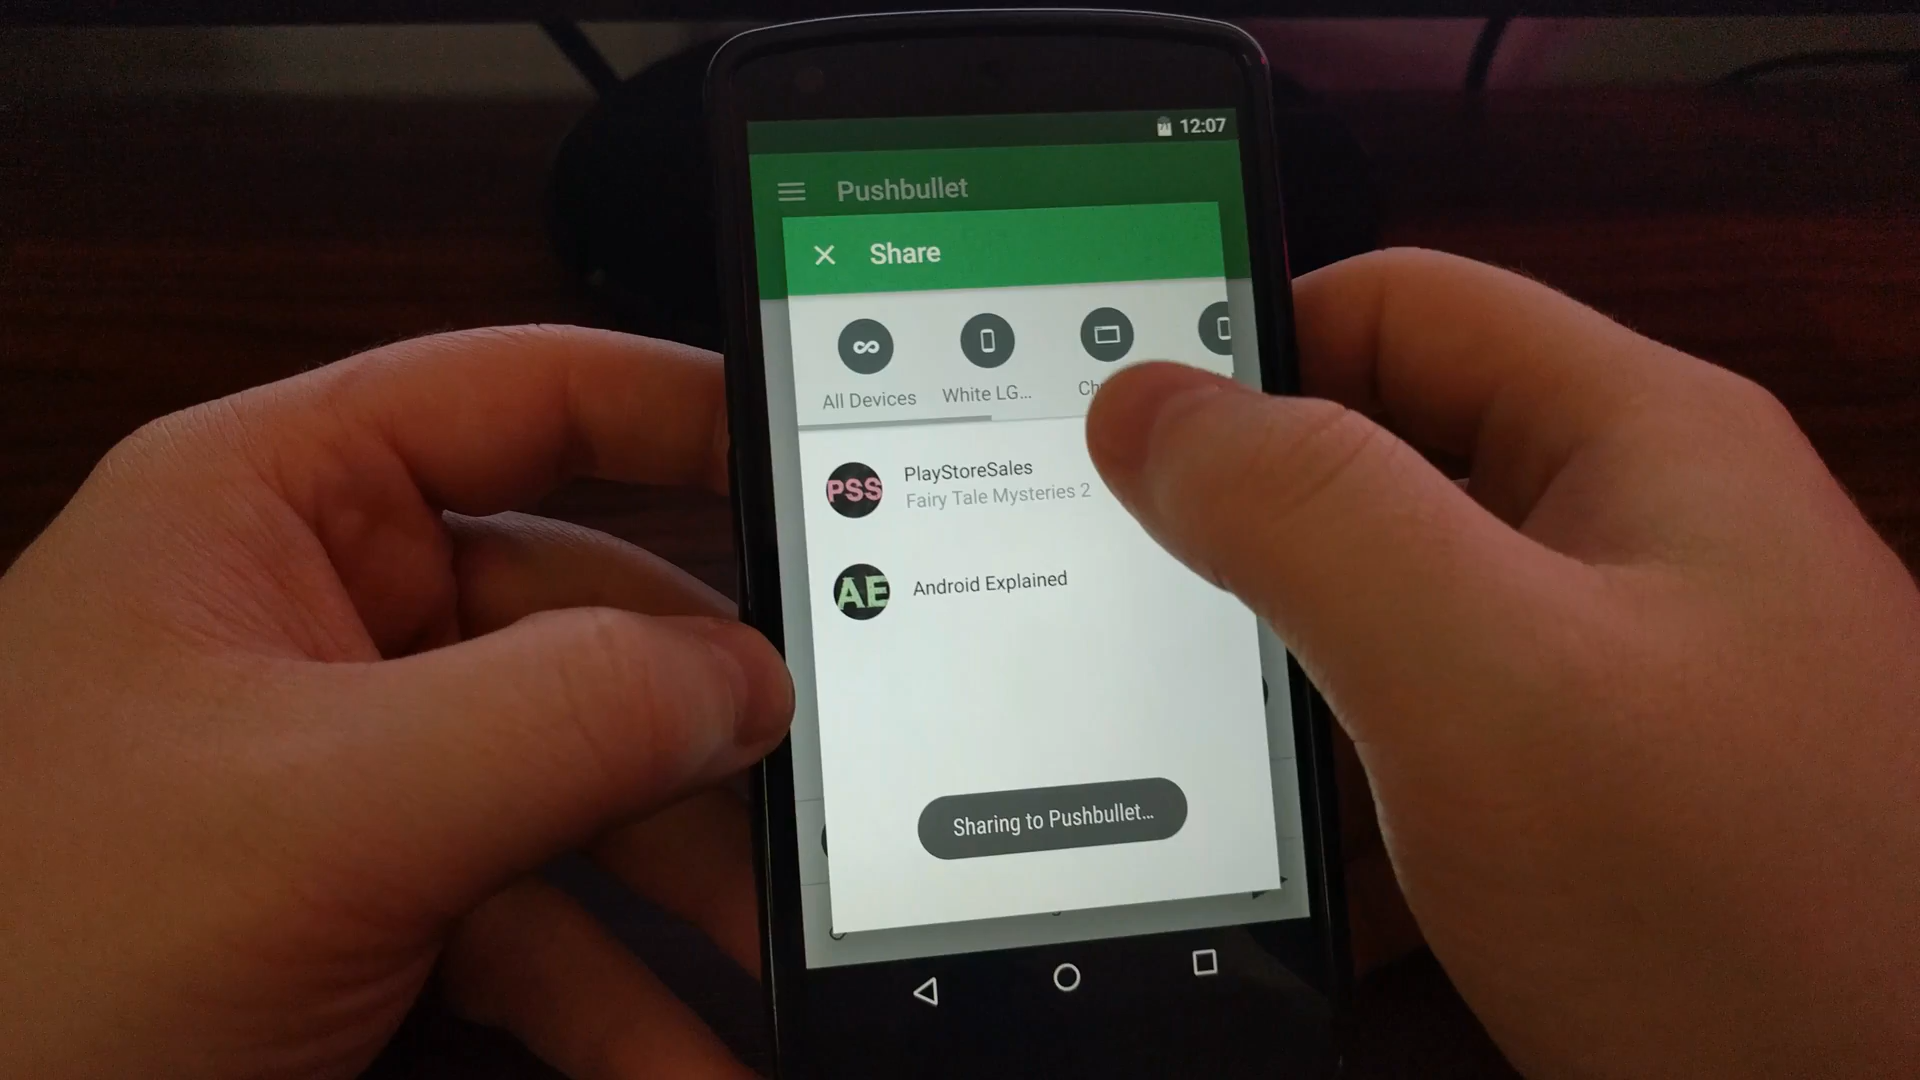 12:07
Pushbullet
Share
All Devices
White LG...
PlayStoreSales
PSS
Fairy Tale Mysteries 2
AE
Android Explained
Sharing to Pushbullet...